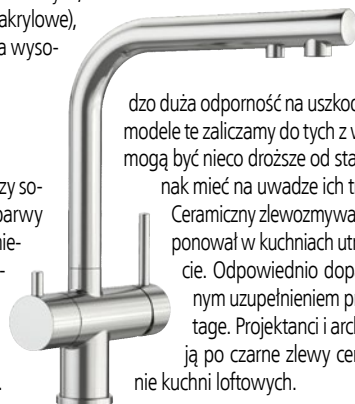 akrylowe),
a wyso-
zy so-
barwy
nie-
-
.
dzo duża odporność na uszkod
modele te zaliczamy do tych z w
mogą być nieco droższe od sta
nak mieć na uwadze ich t
Ceramiczny zlewozmywa
ponował w kuchniach utr
cie. Odpowiednio dop
nym uzupełnieniem pr
tage. Projektanci i arch
ją po czarne zlewy cer
nie kuchni loftowych.